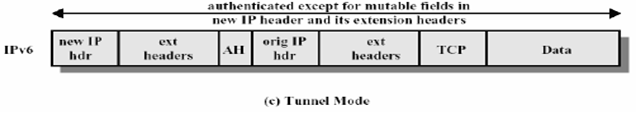 authenticated except for mutable fields in
new IP header and its extension headers
IPv6
new IP hdr
ext headers
AH
orig IP hdr
ext headers
TCP
Data
(c) Tunnel Mode